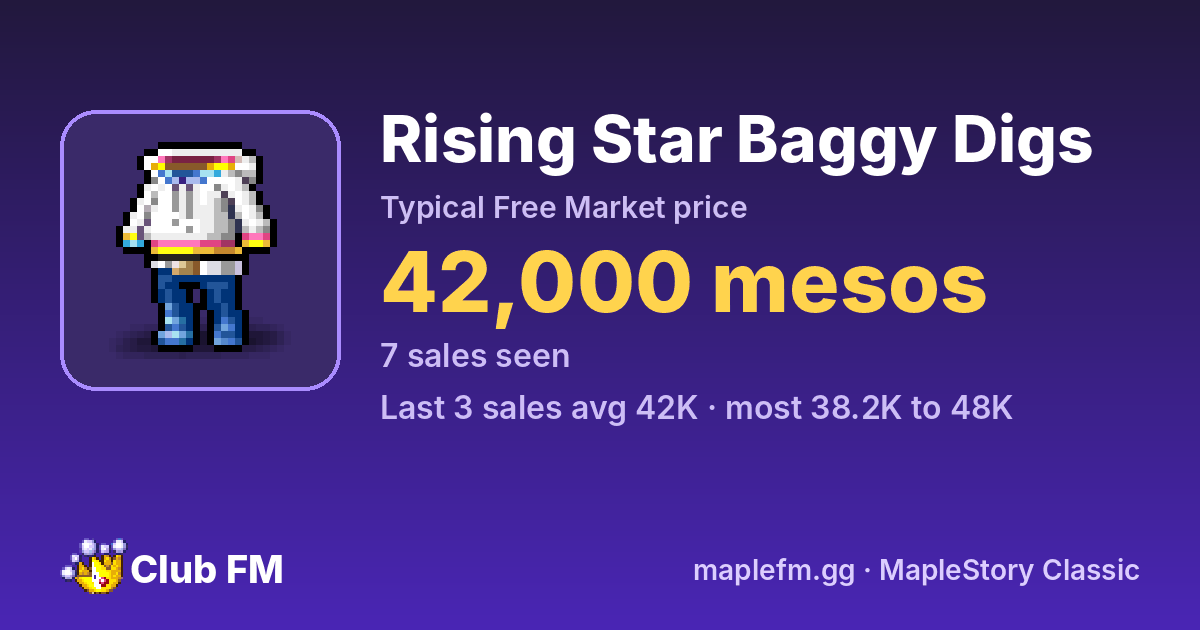 Rising Star Baggy Digs
Typical Free Market price
42,000 mesos
7 sales seen
Last 3 sales avg 42K · most 38.2K to 48K
Club FM
maplefm.gg · MapleStory Classic